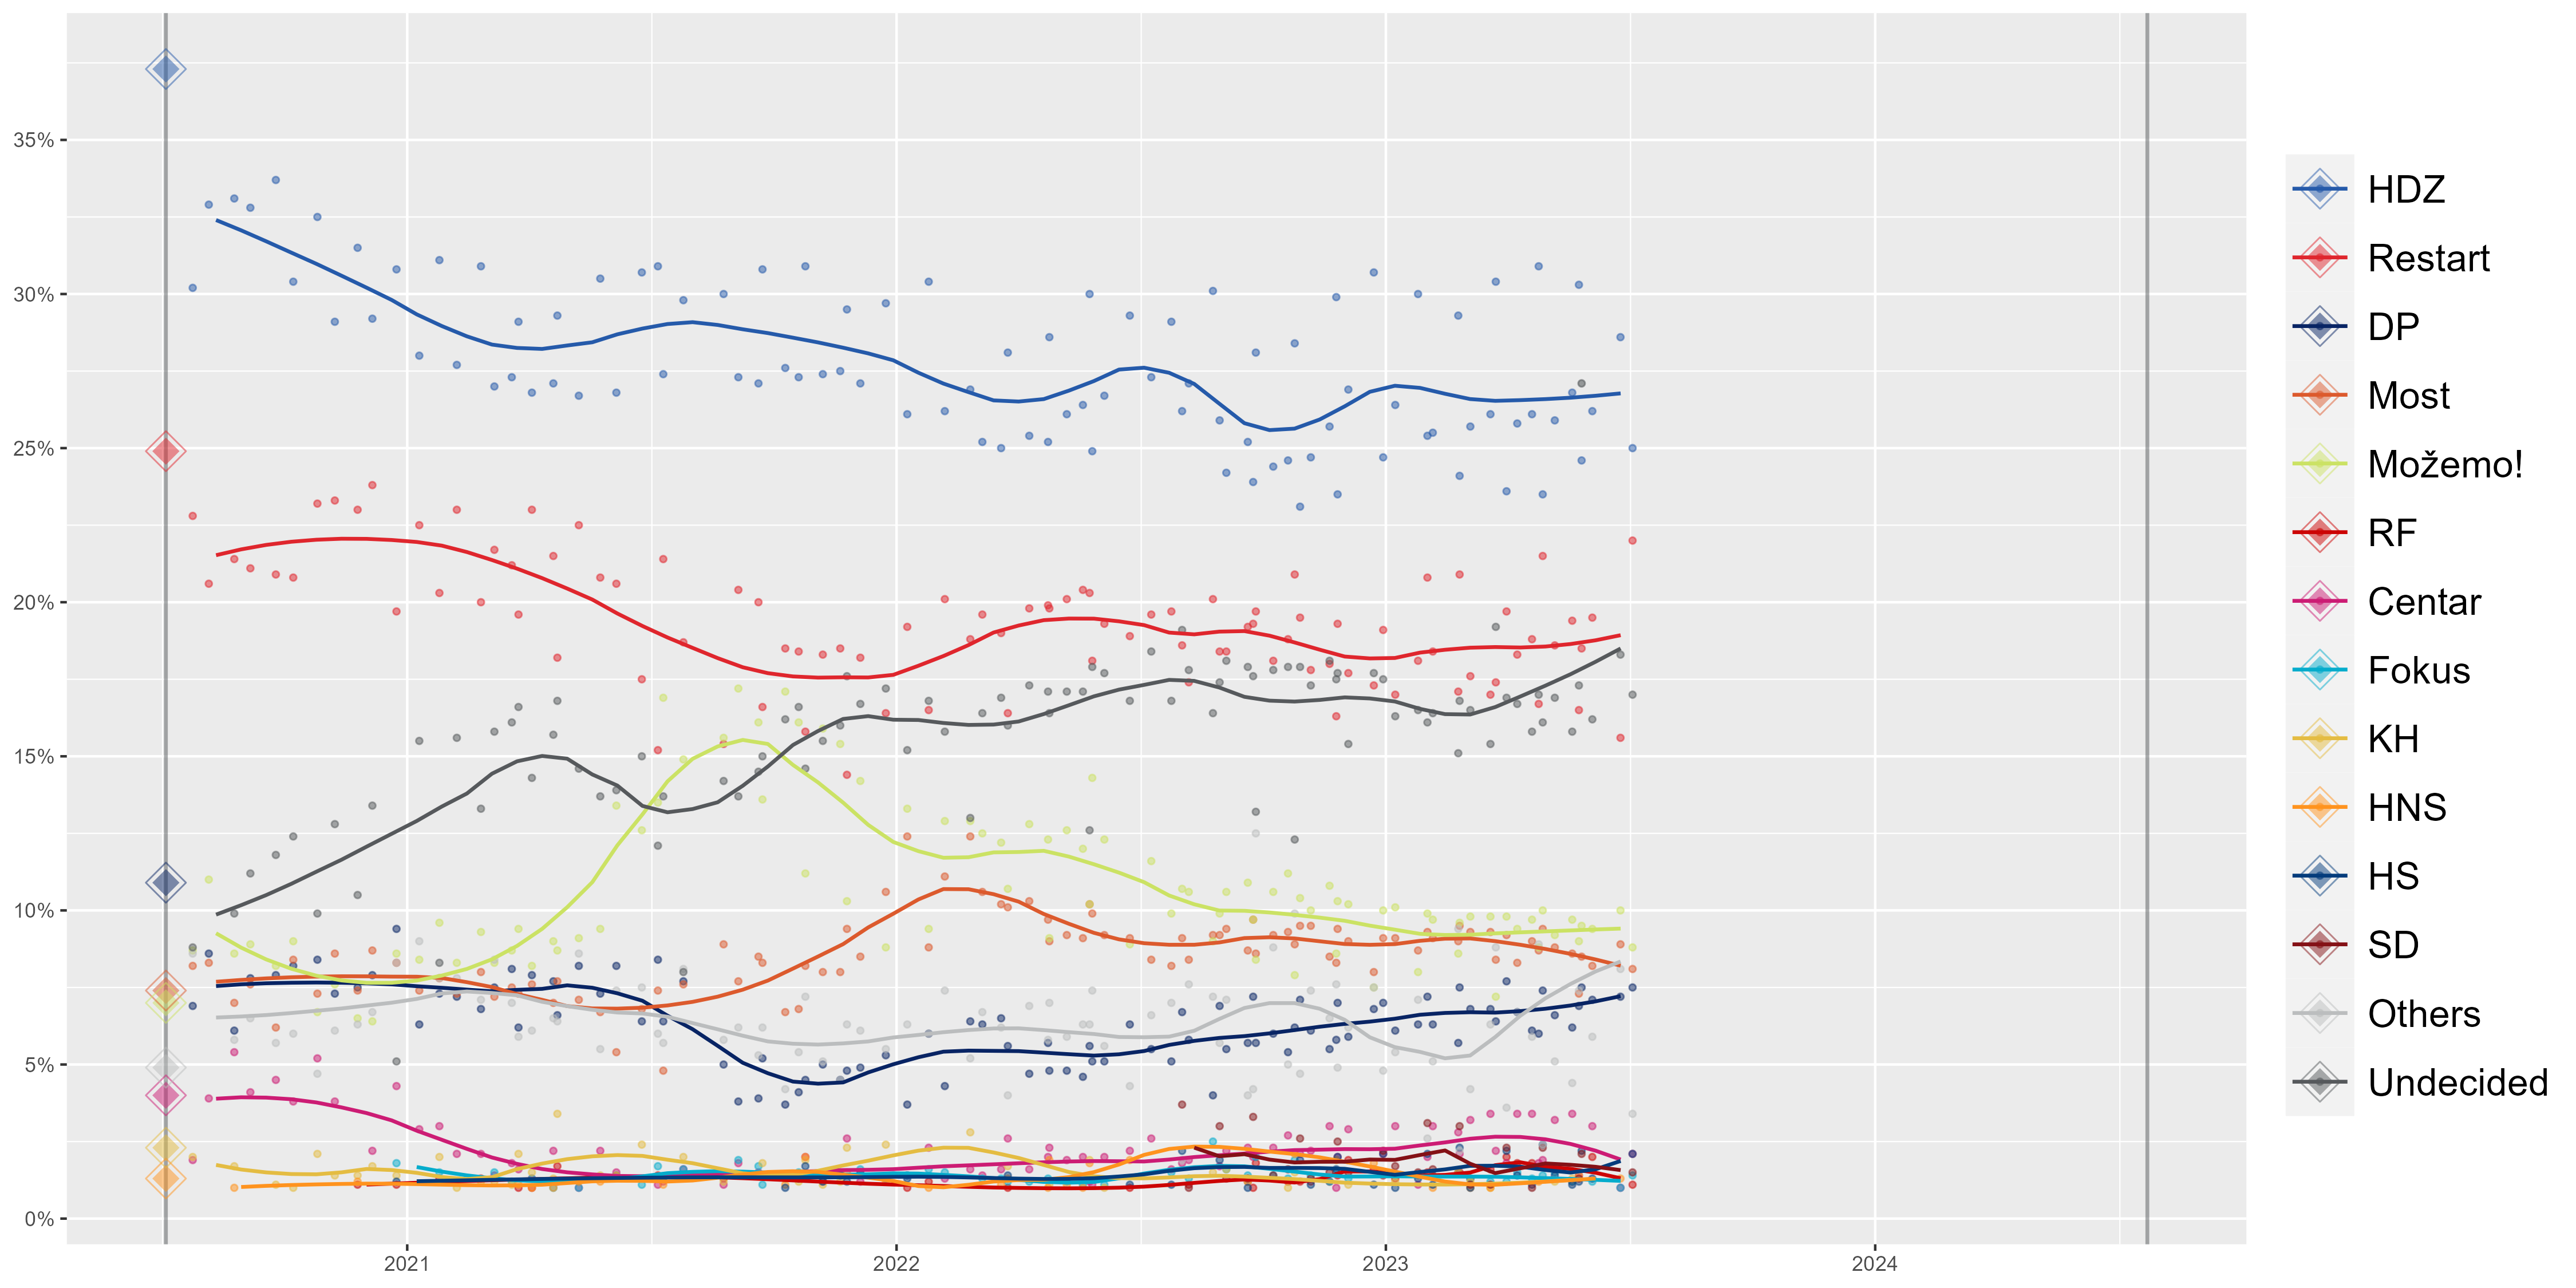 35%
30%
25%
20%
15%
10%
5%
0%
2021
2022
2023
2024
HDZ
Restart
DP
Most
Možemo!
RF
Centar
Fokus
KH
HNS
HS
SD
Others
Undecided